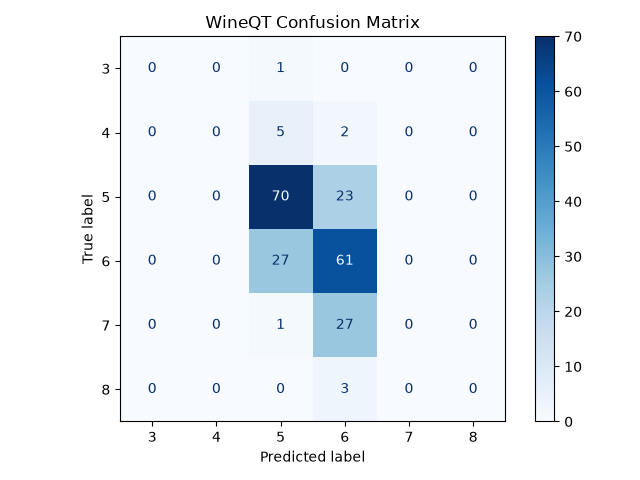 WineQT Confusion Matrix
3 0 0 1 0 0 0
4 0 0 5 2 0 0
5 0 0 70 23 0 0
6 0 0 27 61 0 0
7 0 0 1 27 0 0
8 0 0 0 3 0 0
3 4 5 6 7 8
Predicted label
True label
70
60
50
40
30
20
10
0